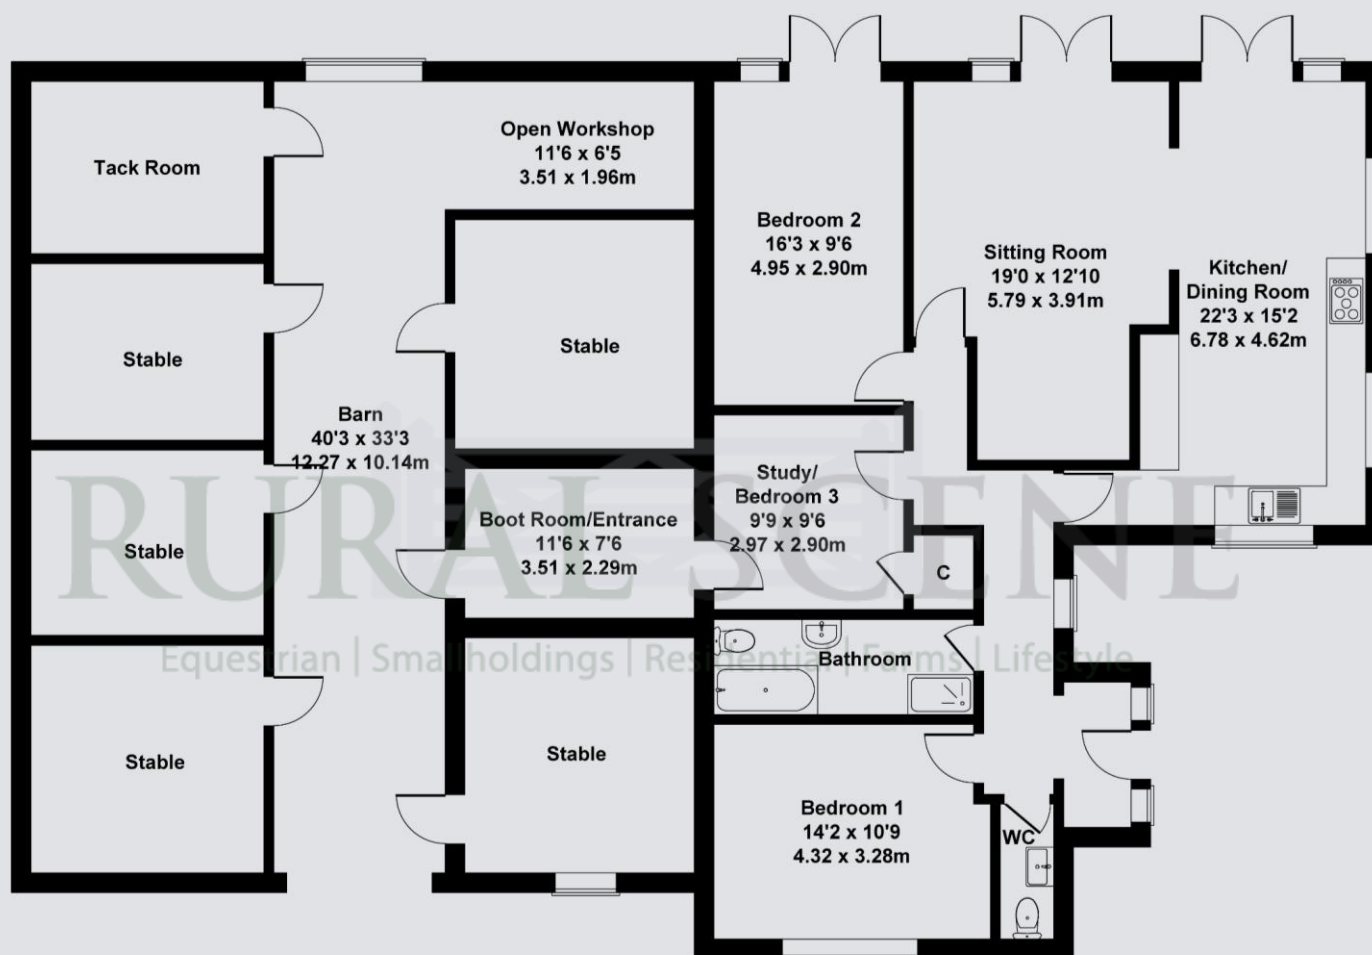 Tack Room
Open Workshop
11'6 x 6'5
3.51 x 1.96m
Bedroom 2
16'3 x 9'6
4.95 x 2.90m
Sitting Room
19'0 x 12'10
5.79 x 3.91m
Kitchen/
Dining Room
22'3 x 15'2
6.78 x 4.62m
Stable
Stable
Barn
40'3 x 33'3
12.27 x 10.14m
Study/
Bedroom 3
9'9 x 9'6
2.97 x 2.90m
Stable
Boot Room/Entrance
11'6 x 7'6
3.51 x 2.29m
C
RURAL SCENE
Equestrian | Smallholdings | Residential | Farms | Lifestyle
Bathroom
Stable
Stable
Bedroom 1
14'2 x 10'9
4.32 x 3.28m
WC